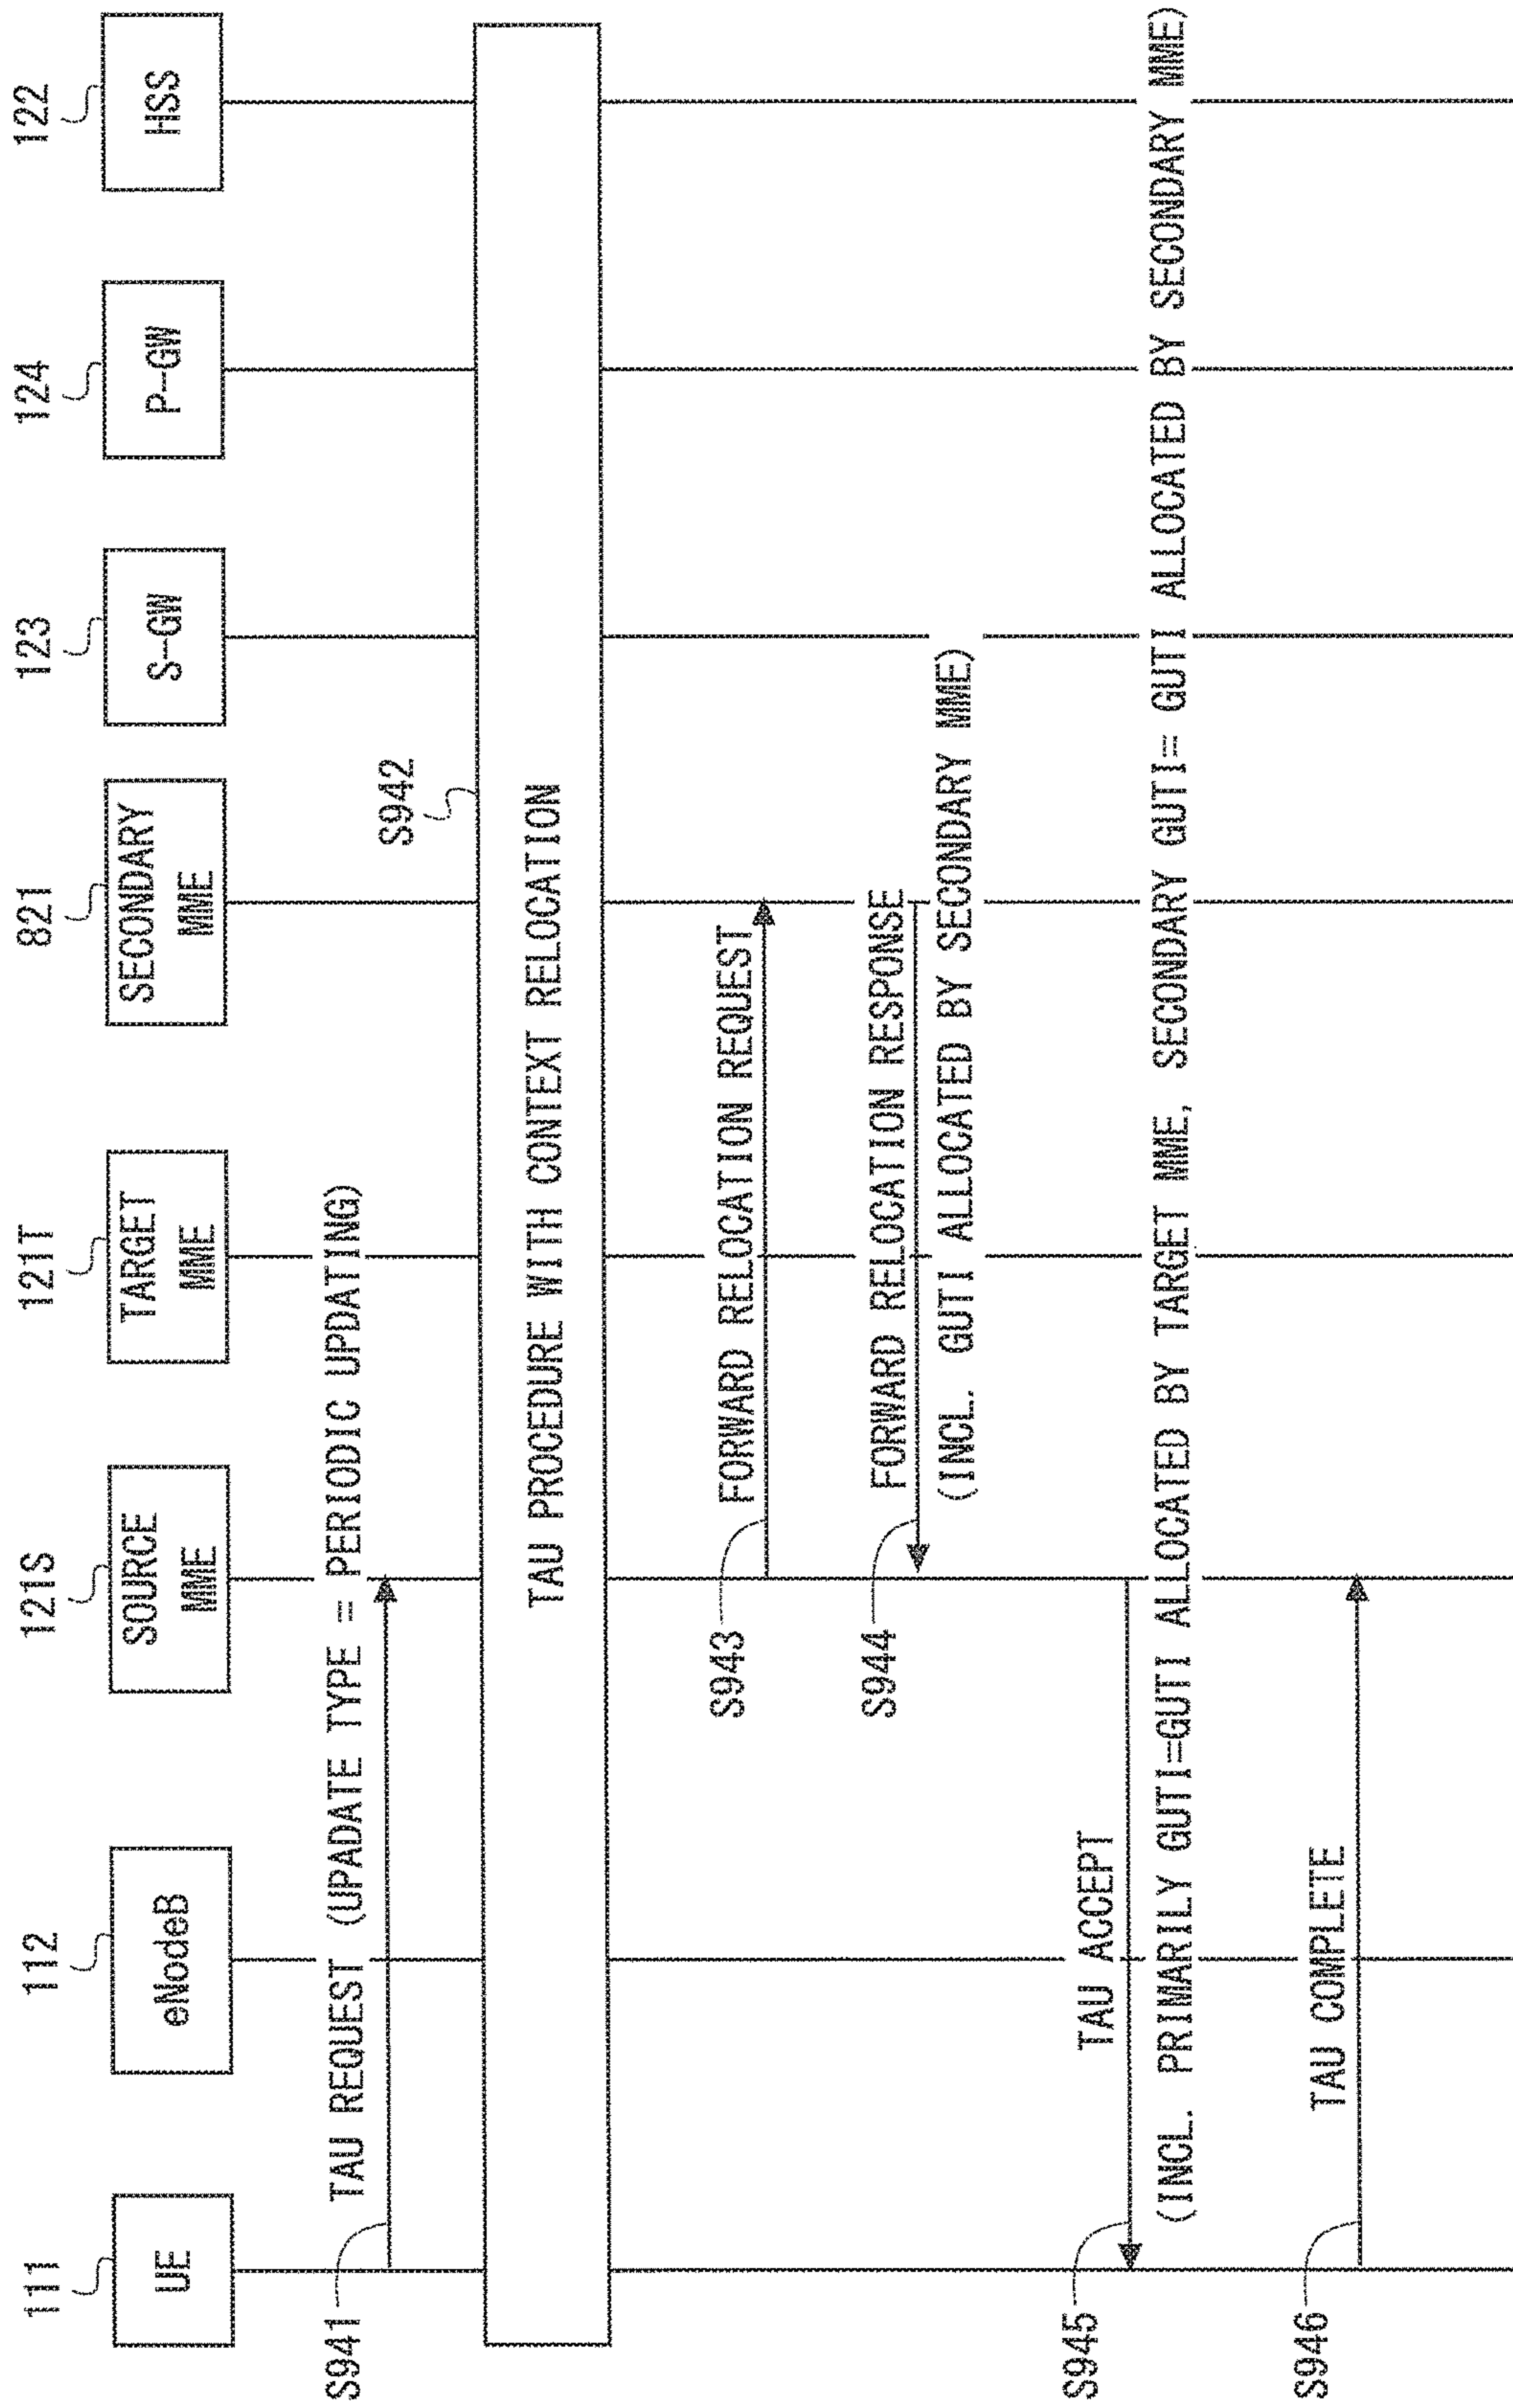 111
112
121S
121T
821
123
124
122
UE
eNodeB
SOURCE
MME
TARGET
MME
SECONDARY
MME
S-GW
P-GW
HSS
S941
TAU REQUEST (UPADATE TYPE = PERIODIC UPDATING)
S942
TAU PROCEDURE WITH CONTEXT RELOCATION
S943
FORWARD RELOCATION REQUEST
S944
FORWARD RELOCATION RESPONSE
(INCL. GUTI ALLOCATED BY SECONDARY MME)
S945
TAU ACCEPT
(INCL. PRIMARILY GUTI=GUTI ALLOCATED BY TARGET MME, SECONDARY GUTI= GUTI ALLOCATED BY SECONDARY MME)
S946
TAU COMPLETE